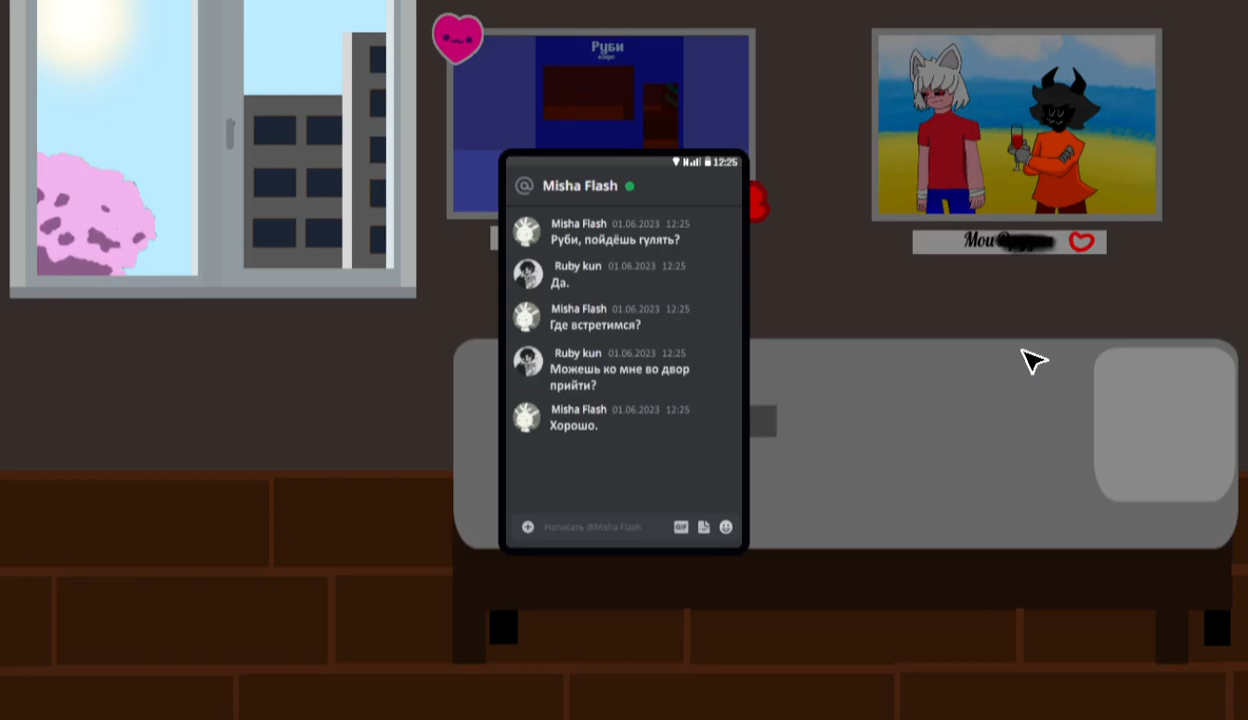 Руби
12:25
Misha Flash
Misha Flash 01.06.2023 12:25
Руби, пойдёшь гулять?
Ruby kun 01.06.2023 12:25
Да.
Misha Flash 01.06.2023 12:25
Где встретимся?
Ruby kun 01.06.2023 12:25
Можешь ко мне во двор
прийти?
Misha Flash 01.06.2023 12:25
Хорошо.
Написать @Misha Flash
GIF
Мои